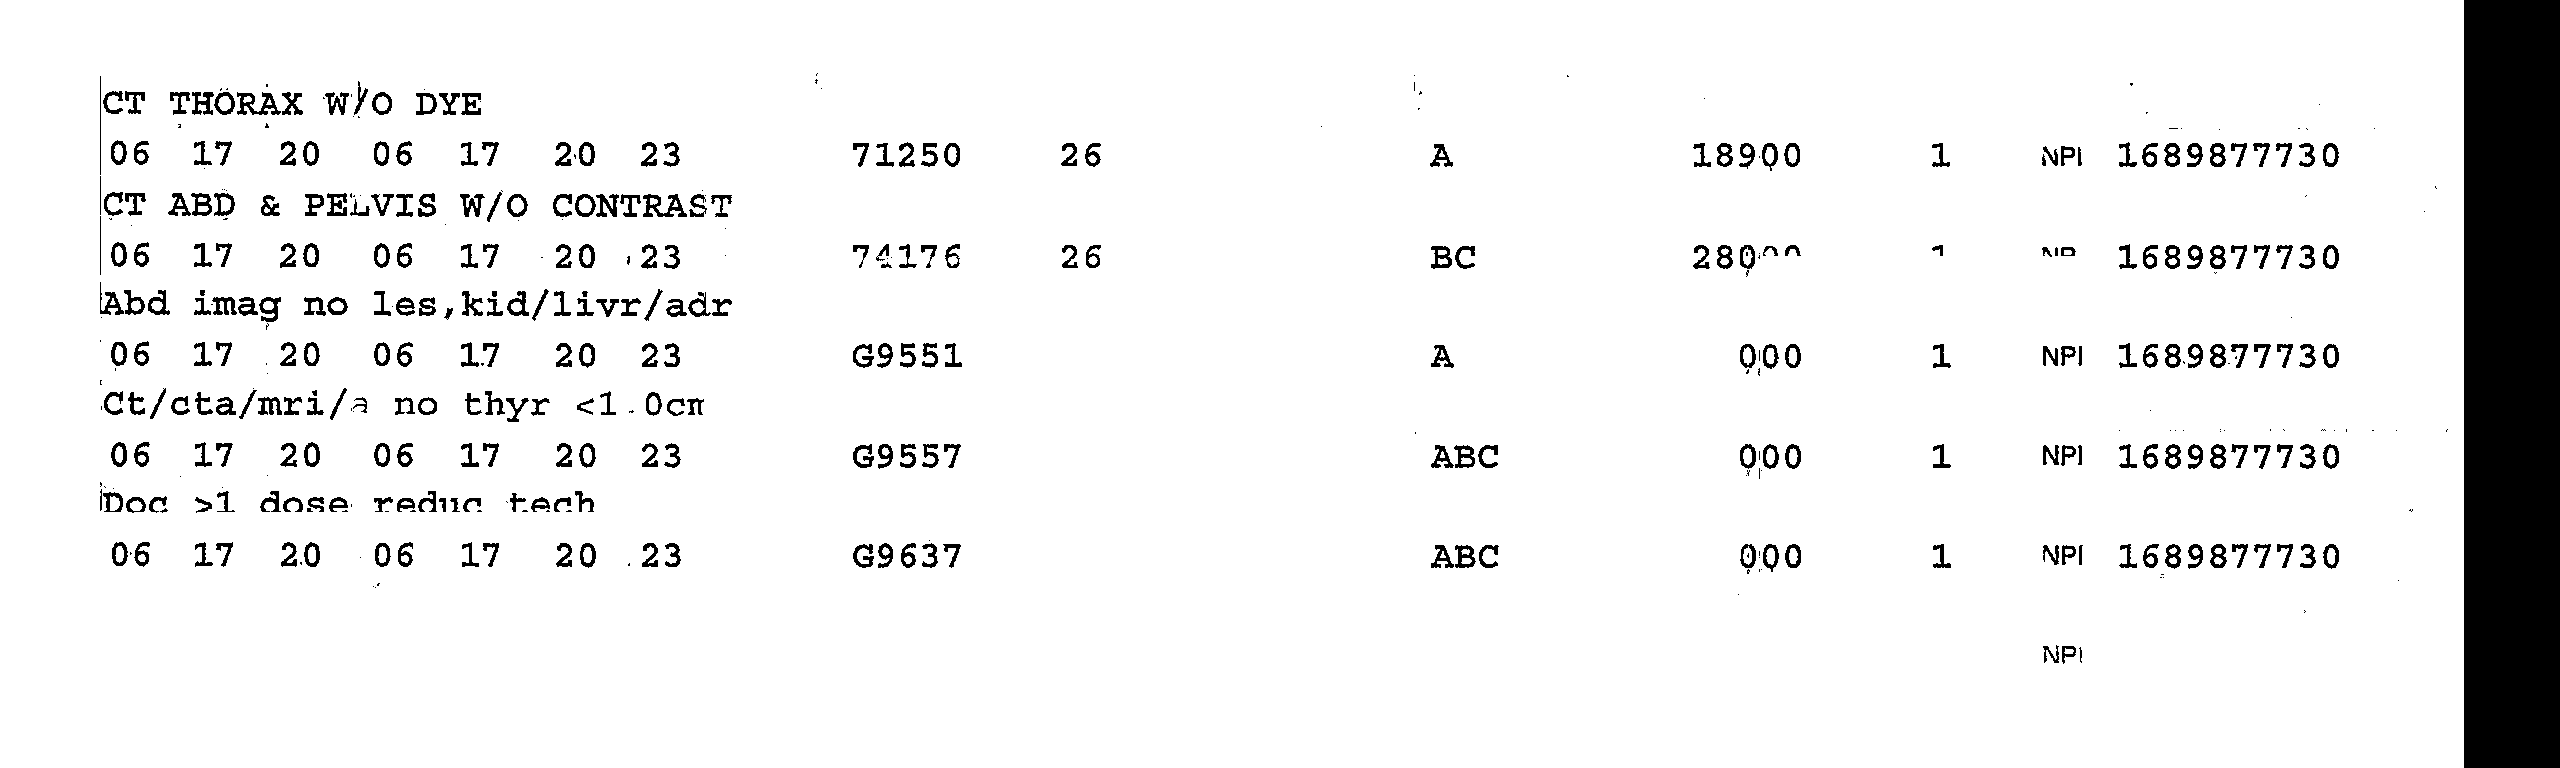 CT THORAX W/O DYE
06 17 20 06 17 20 23 71250 26 A 18900 1 NPI 1689877730
CT ABD & PELVIS W/O CONTRAST
06 17 20 06 17 20 23 74176 26 BC 1689877730
Abd imag no les,kid/livr/adr
06 17 20 06 17 20 23 G9551 A 000 1 NPI 1689877730
Ct/cta/mri/a no thyr <1.0cm
06 17 20 06 17 20 23 G9557 ABC 000 1 NPI 1689877730
Doc >1 dose reduc tech
06 17 20 06 17 20 23 G9637 ABC 000 1 NPI 1689877730
NPI